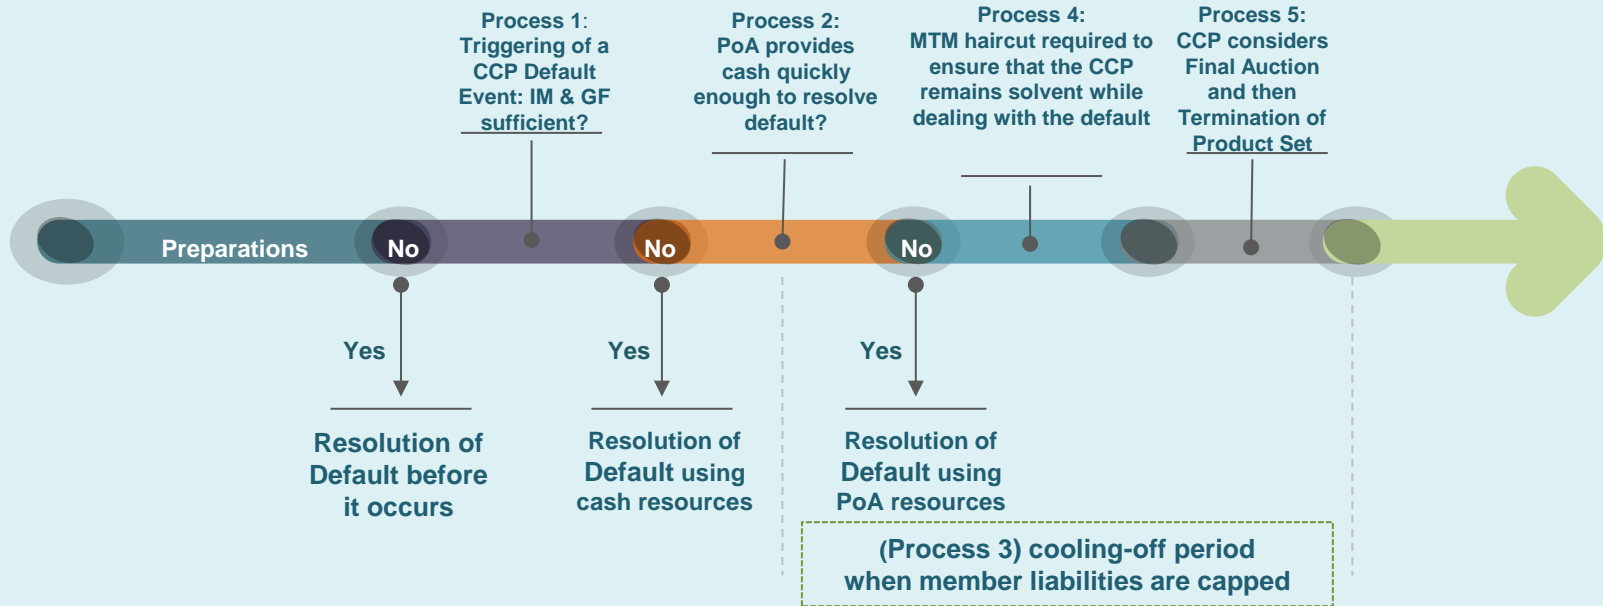 Process 1:
Triggering of a
CCP Default
Event: IM & GF
sufficient?
Process 2:
PoA provides
cash quickly
enough to resolve
default?
Process 4:
MTM haircut required to
ensure that the CCP
remains solvent while
dealing with the default
Process 5:
CCP considers
Final Auction
and then
Termination of
Product Set
Preparations
No
No
No
Yes
Yes
Yes
Resolution of
Default before
it occurs
Resolution of
Default using
cash resources
Resolution of
Default using
PoA resources
(Process 3) cooling-off period
when member liabilities are capped